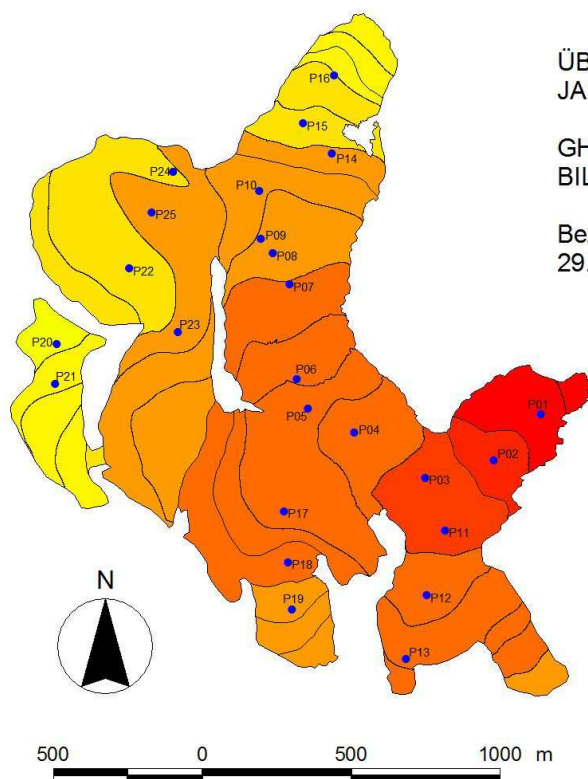 ÜB
JA
P16
P15
GH
BIL
P14
P24
P10
P25
Be
29.
P09
P08
P22
P07
P23
P20
P21
P06
P01
P05
P04
P02
P03
P17
P11
P18
N
P12
P19
P13
500 0 500 1000 m